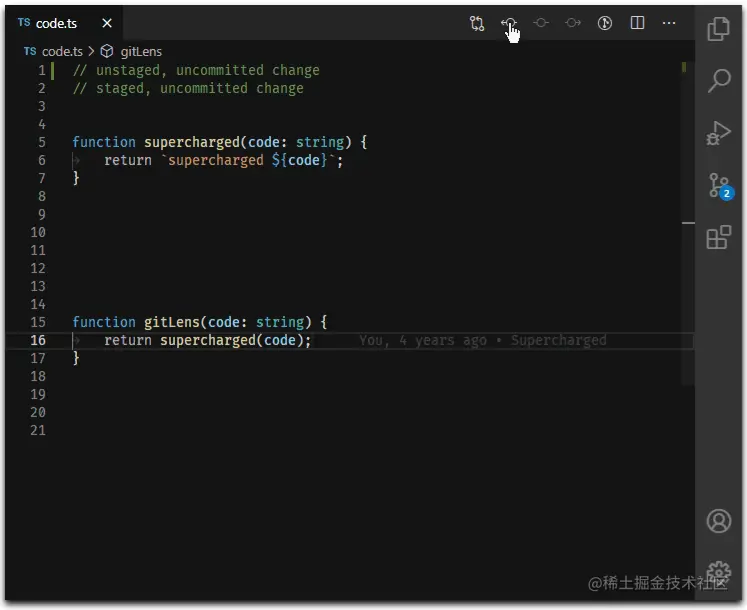 TS code.ts ×
TS code.ts > gitLens
1 // unstaged, uncommitted change
2 // staged, uncommitted change
3
4
5 function supercharged(code: string) {
6 return `supercharged ${code}`;
7 }
8
9
10
11
12
13
14
15 function gitLens(code: string) {
16 return supercharged(code); You, 4 years ago • Supercharged
17 }
18
19
20
21
2
@稀土掘金技术社区